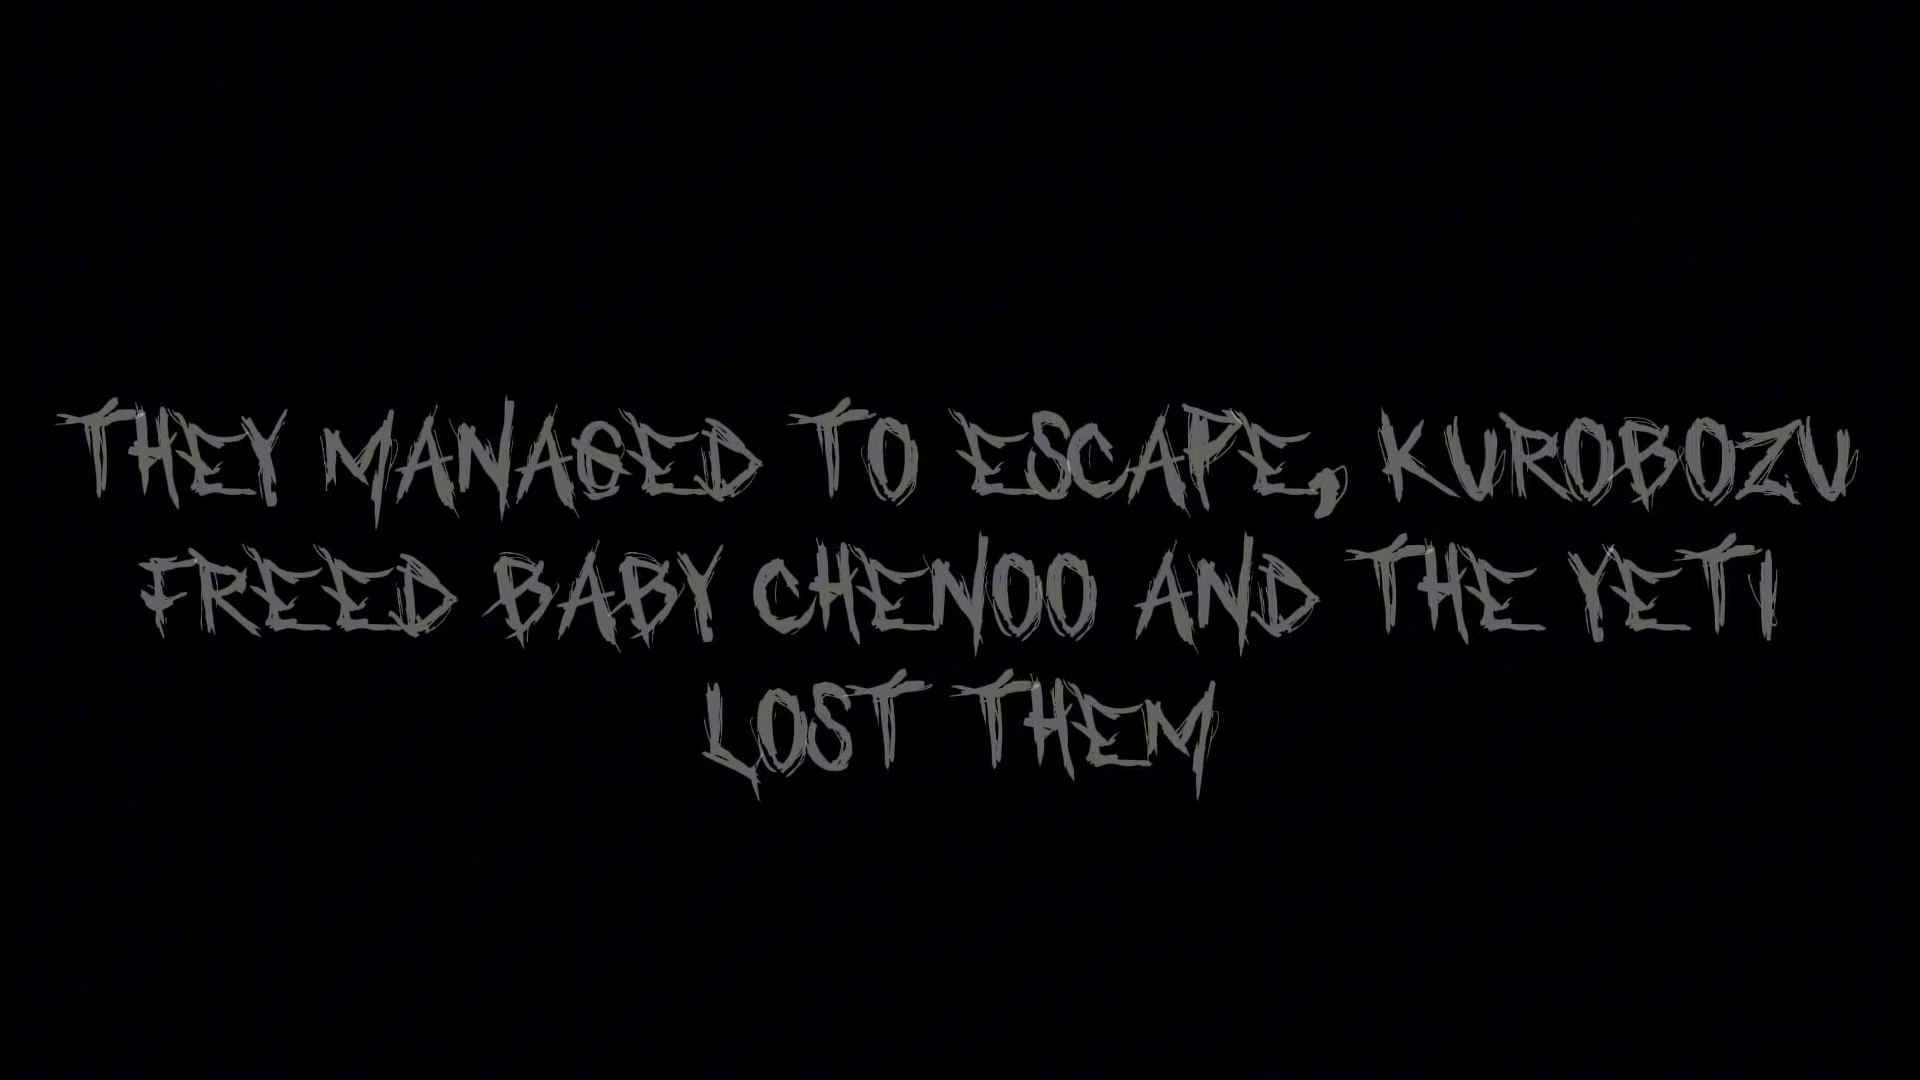 THEY MANAGED TO ESCAPE, KUROBOZU
FREED BABY CHENOO AND THE YETI
LOST THEM